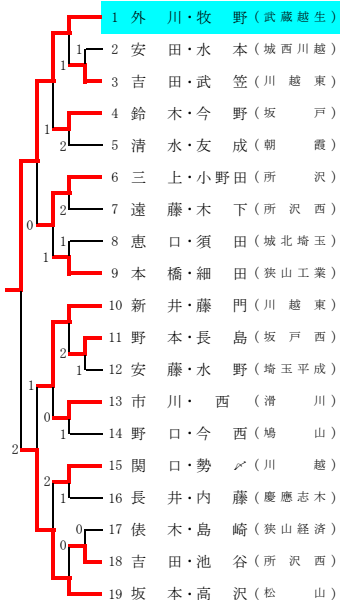 1 外川・牧野(武蔵越生)
1 2 安田・水本(城西川越)
1 3 吉田・武笠(川越東)
4 鈴木・今野(坂戸)
1
2 5 清水・友成(朝霞)
6 三上・小野田(所沢)
2 7 遠藤・木下(所沢西)
0
1 8 恵口・須田(城北埼玉)
1 9 本橋・細田(狭山工業)
10 新井・藤門(川越東)
11 野本・長島(坂戸西)
2
1 12 安藤・水野(埼玉平成)
1
13 市川・西(滑川)
0
1 14 野口・今西(鳩山)
2
15 関口・勢〆(川越)
2
1 16 長井・内藤(慶應志木)
0 17 俵木・島崎(狭山経済)
0 18 吉田・池谷(所沢西)
19 坂本・高沢(松山)